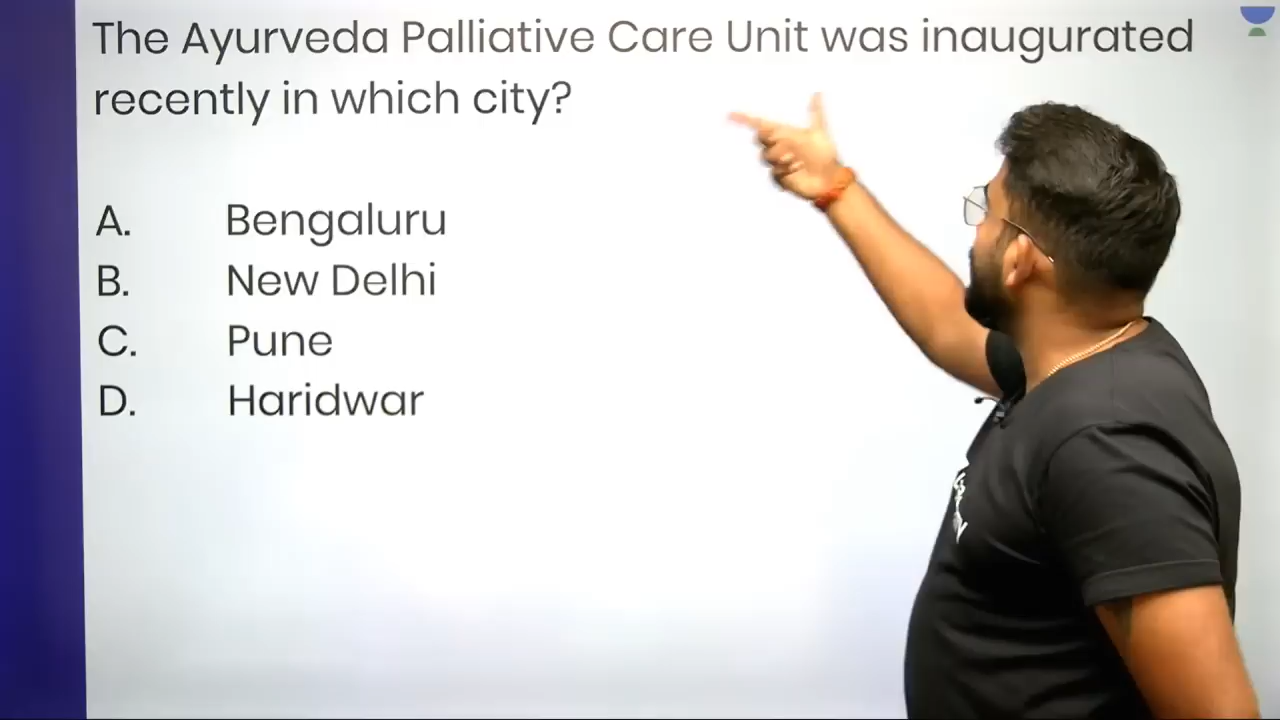 The Ayurveda Palliative Care Unit was inaugurated
recently in which city?
A. Bengaluru
B. New Delhi
C. Pune
D. Haridwar